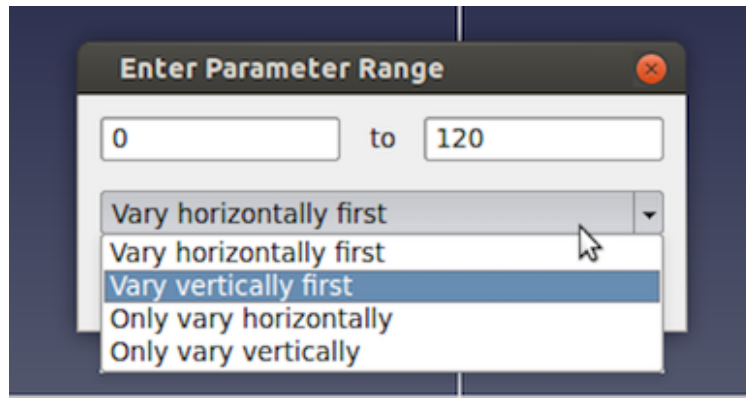 Enter Parameter Range
0 to 120
Vary horizontally first
Vary horizontally first
Vary vertically first
Only vary horizontally
Only vary vertically